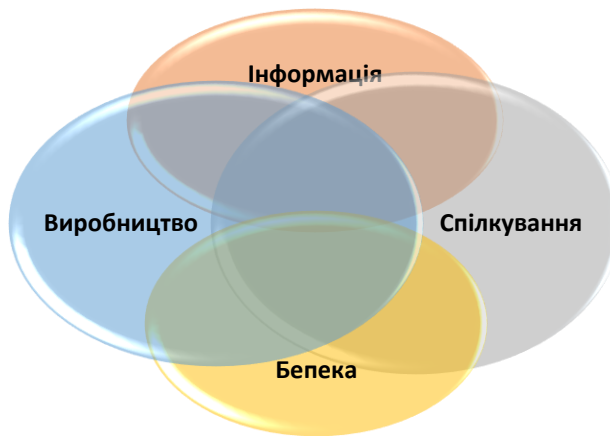 Інформація
Виробництво
Спілкування
Бепека